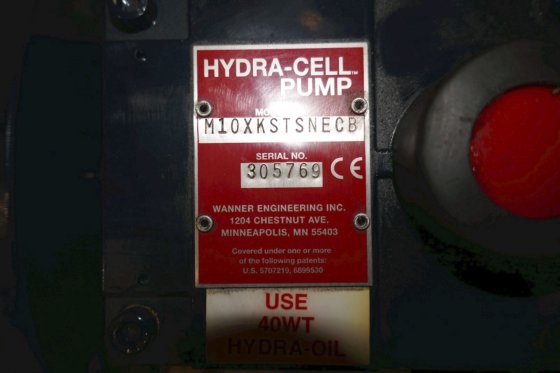 HYDRA-CELL™
PUMP
M10XKSTSNECB
SERIAL NO.
305769 CE
WANNER ENGINEERING INC.
1204 CHESTNUT AVE.
MINNEAPOLIS, MN 55403
Covered under one or more
of the following patents:
U.S. 5707219, 6899530
USE
40WT
HYDRA-OIL